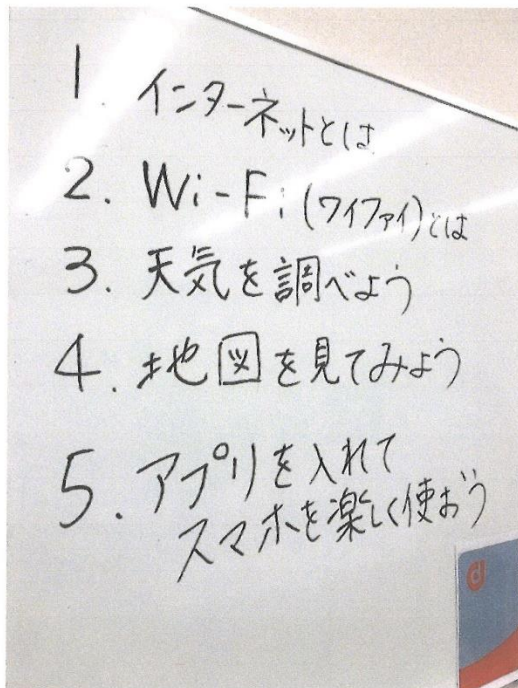 1. インターネットとは
2. Wi-Fi (ワイファイ)とは
3. 天気を調べよう
4. 地図を見てみよう
5. アプリを入れて
スマホを楽しく使おう
d